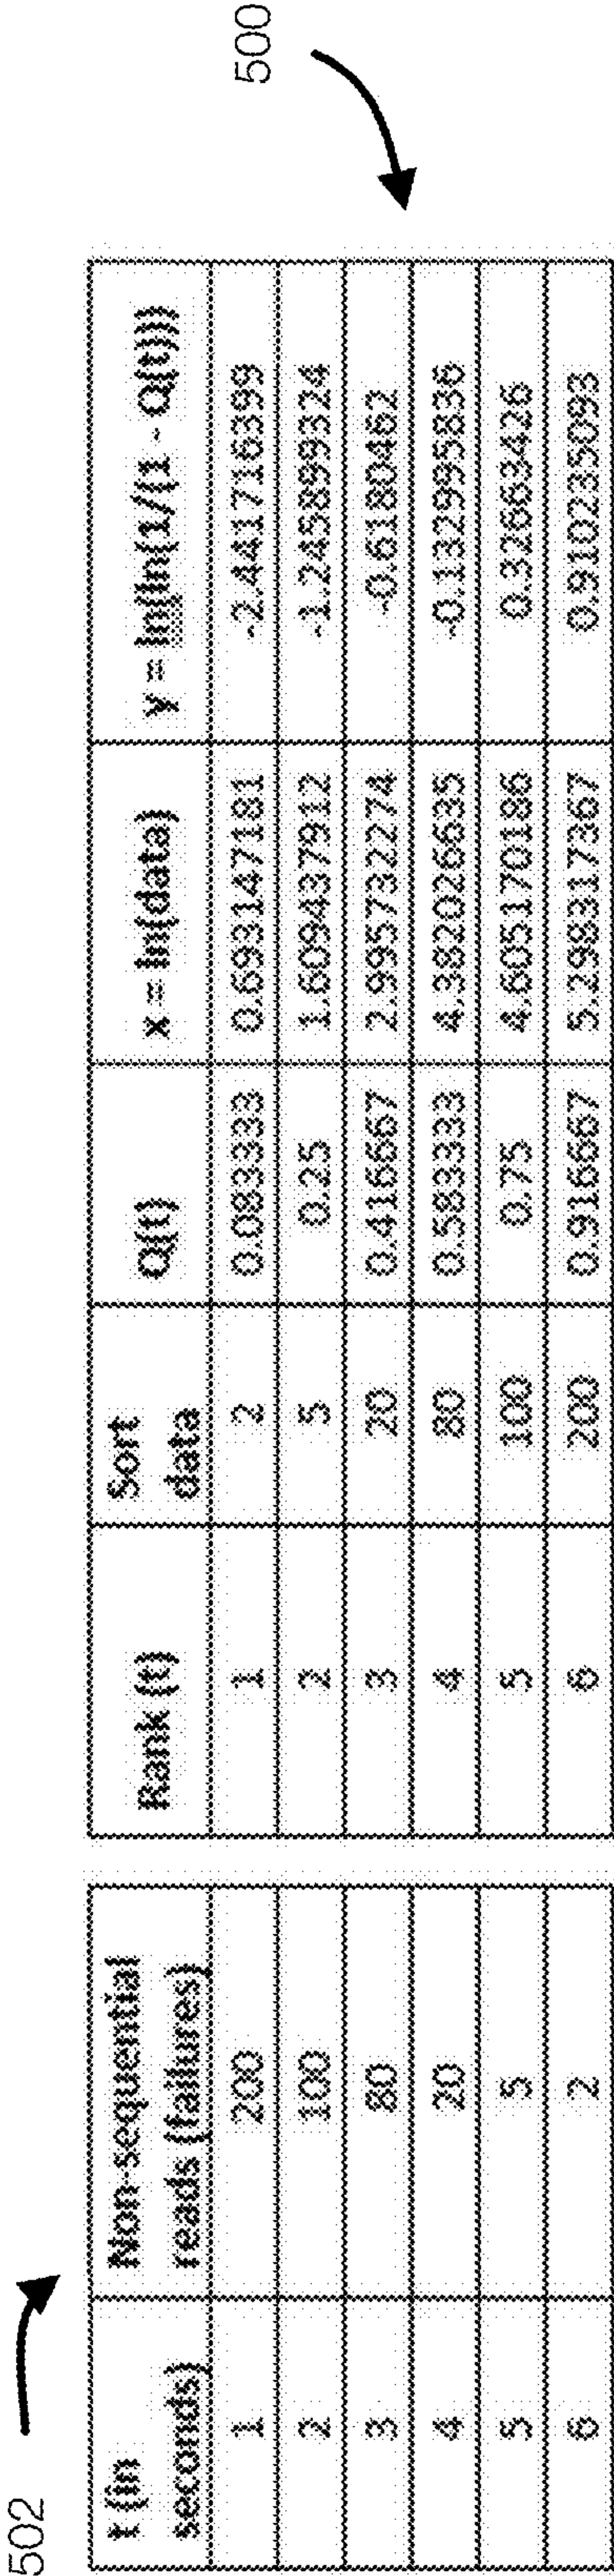 502
500
t (in seconds) Non-sequential reads (failures)
1 200
2 100
3 80
4 20
5 5
6 2
Rank (t) Sort data Q(t) x = ln(data) y = ln(ln(1/(1 - Q(t)))
1 2 0.083333 0.693147181 -2.441716399
2 5 0.25 1.609437912 -1.245899324
3 20 0.416667 2.995732274 -0.6180462
4 80 0.583333 4.382026635 -0.132995836
5 100 0.75 4.605170186 0.32663426
6 200 0.916667 5.298317367 0.910235093